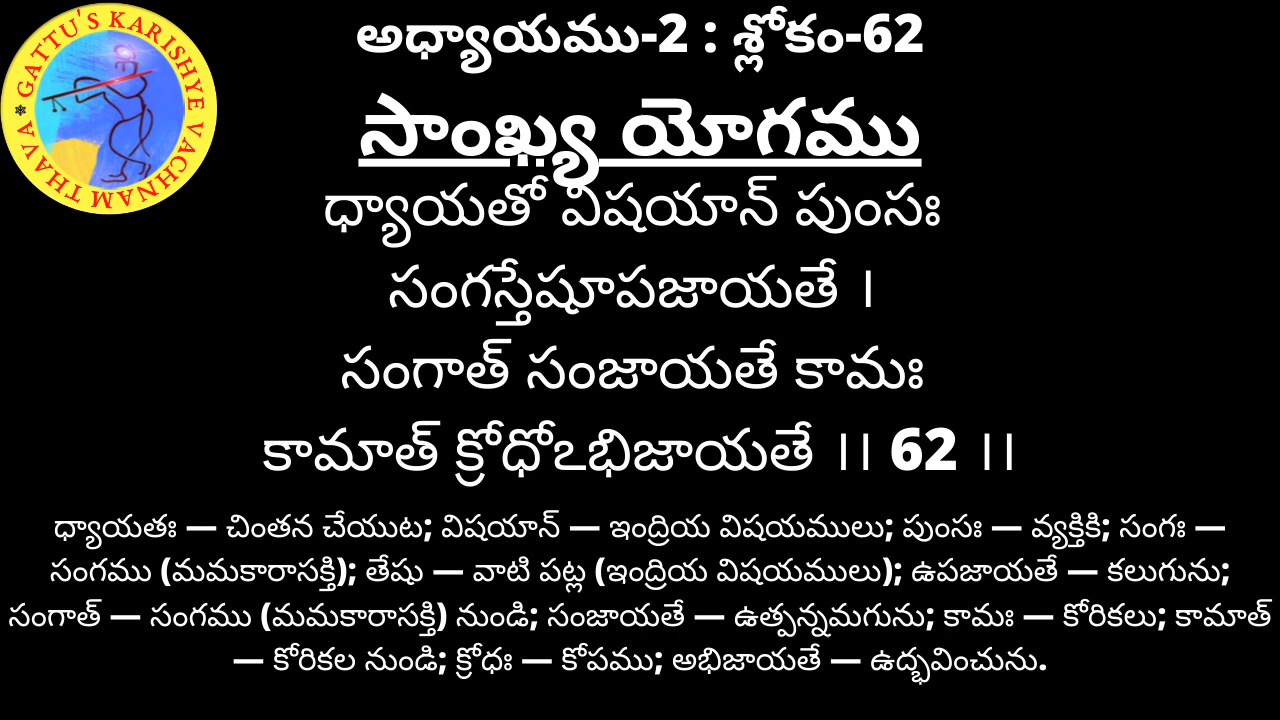 GATTU'S KARISHYE VACHNAM THAVA
అధ్యాయము-2 : శ్లోకం-62
సాంఖ్య యోగము
ధ్యాయతో విషయాన్ పుంసః
సంగస్తేషూపజాయతే ।
సంగాత్ సంజాయతే కామః
కామాత్ క్రోధోఽభిజాయతే ।। 62 ।।
ధ్యాయతః — చింతన చేయుట; విషయాన్ — ఇంద్రియ విషయములు; పుంసః — వ్యక్తికి; సంగః —
సంగము (మమకారాసక్తి); తేషు — వాటి పట్ల (ఇంద్రియ విషయములు); ఉపజాయతే — కలుగును;
సంగాత్ — సంగము (మమకారాసక్తి) నుండి; సంజాయతే — ఉత్పన్నమగును; కామః — కోరికలు; కామాత్
— కోరికల నుండి; క్రోధః — కోపము; అభిజాయతే — ఉద్భవించును.